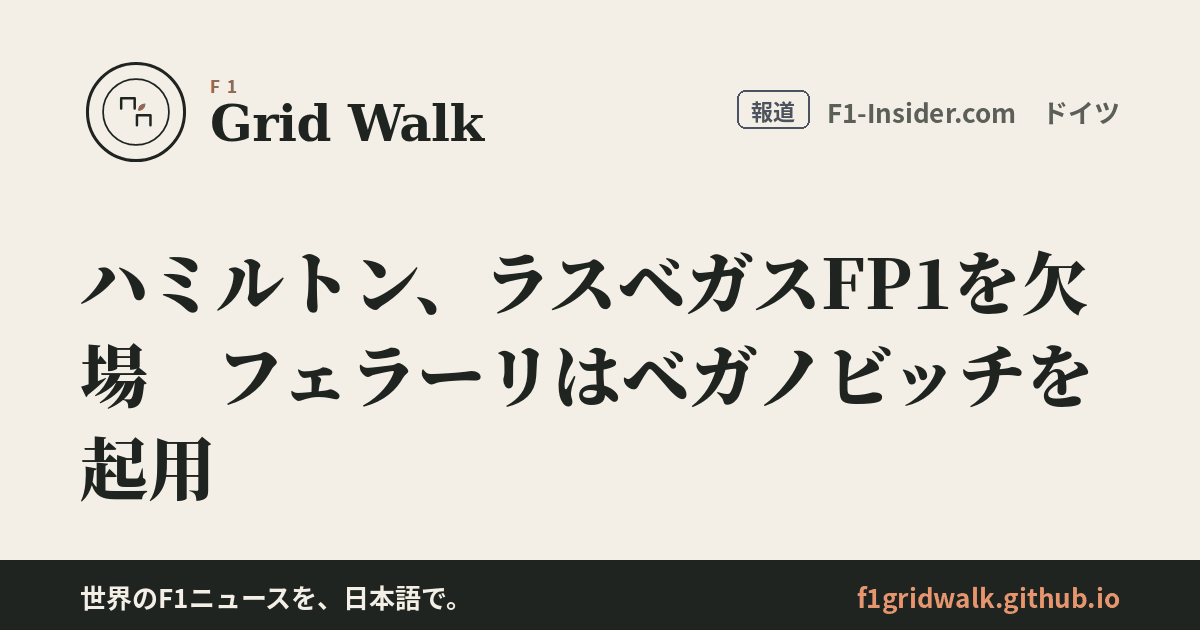 F1
Grid Walk
報道 F1-Insider.com ドイツ
ハミルトン、ラスベガスFP1を欠
場　フェラーリはベガノビッチを
起用
世界のF1ニュースを、日本語で。
f1gridwalk.github.io